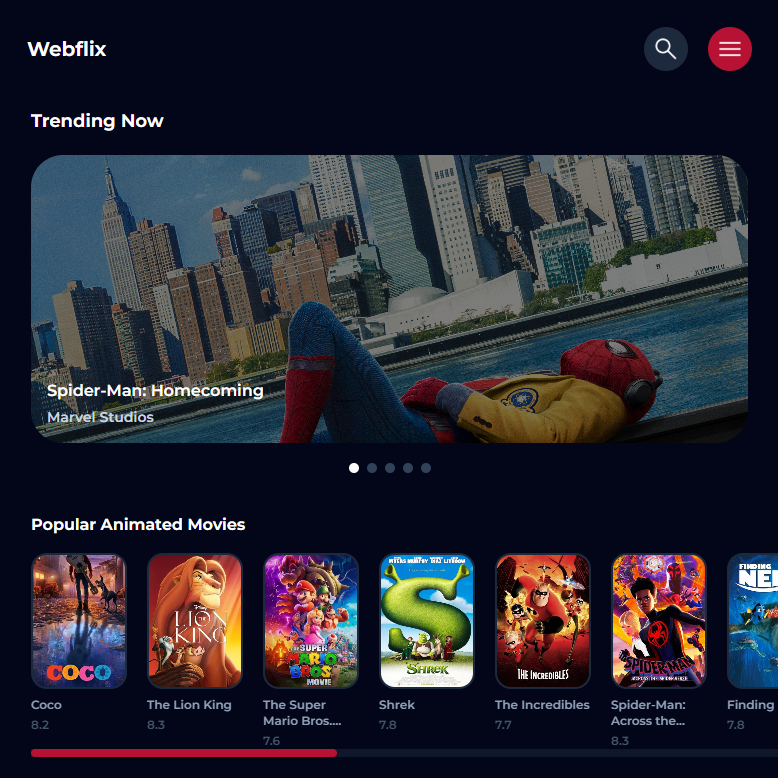 Webflix
Trending Now
Spider-Man: Homecoming
Marvel Studios
Popular Animated Movies
COCO
Disney
THE
LION
KING
THE SUPER
MARIO
BROS
MOVIE
SHREK
THE INCREDIBLES
SPIDER-MAN
ACROSS THE SPIDER-VERSE
FINDING
NE
Coco
8.2
The Lion King
8.3
The Super
Mario Bros....
7.6
Shrek
7.8
The Incredibles
7.7
Spider-Man:
Across the...
8.3
Finding
7.8